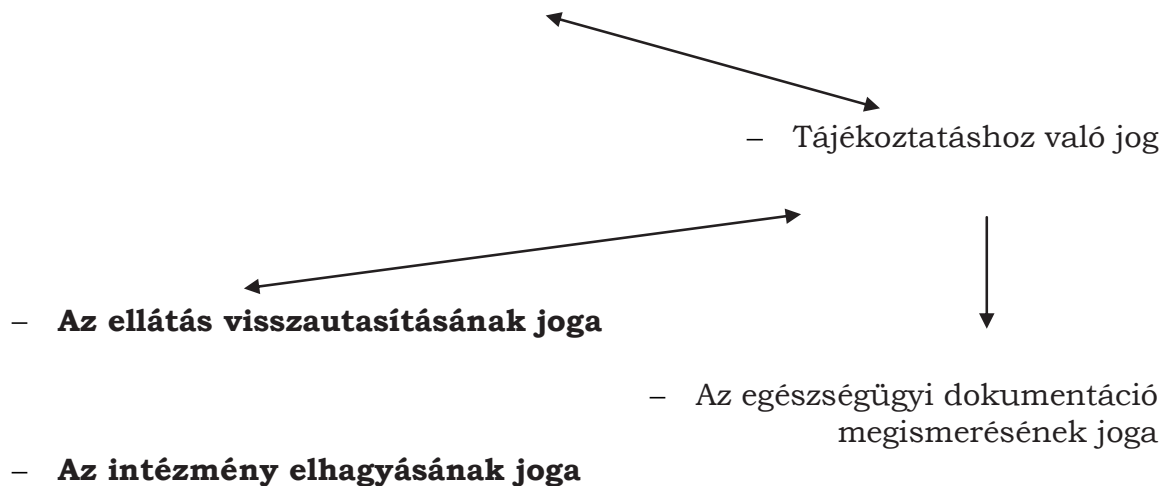 – Tájékoztatáshoz való jog
– Az ellátás visszautasításának joga
– Az egészségügyi dokumentáció
megismerésének joga
– Az intézmény elhagyásának joga